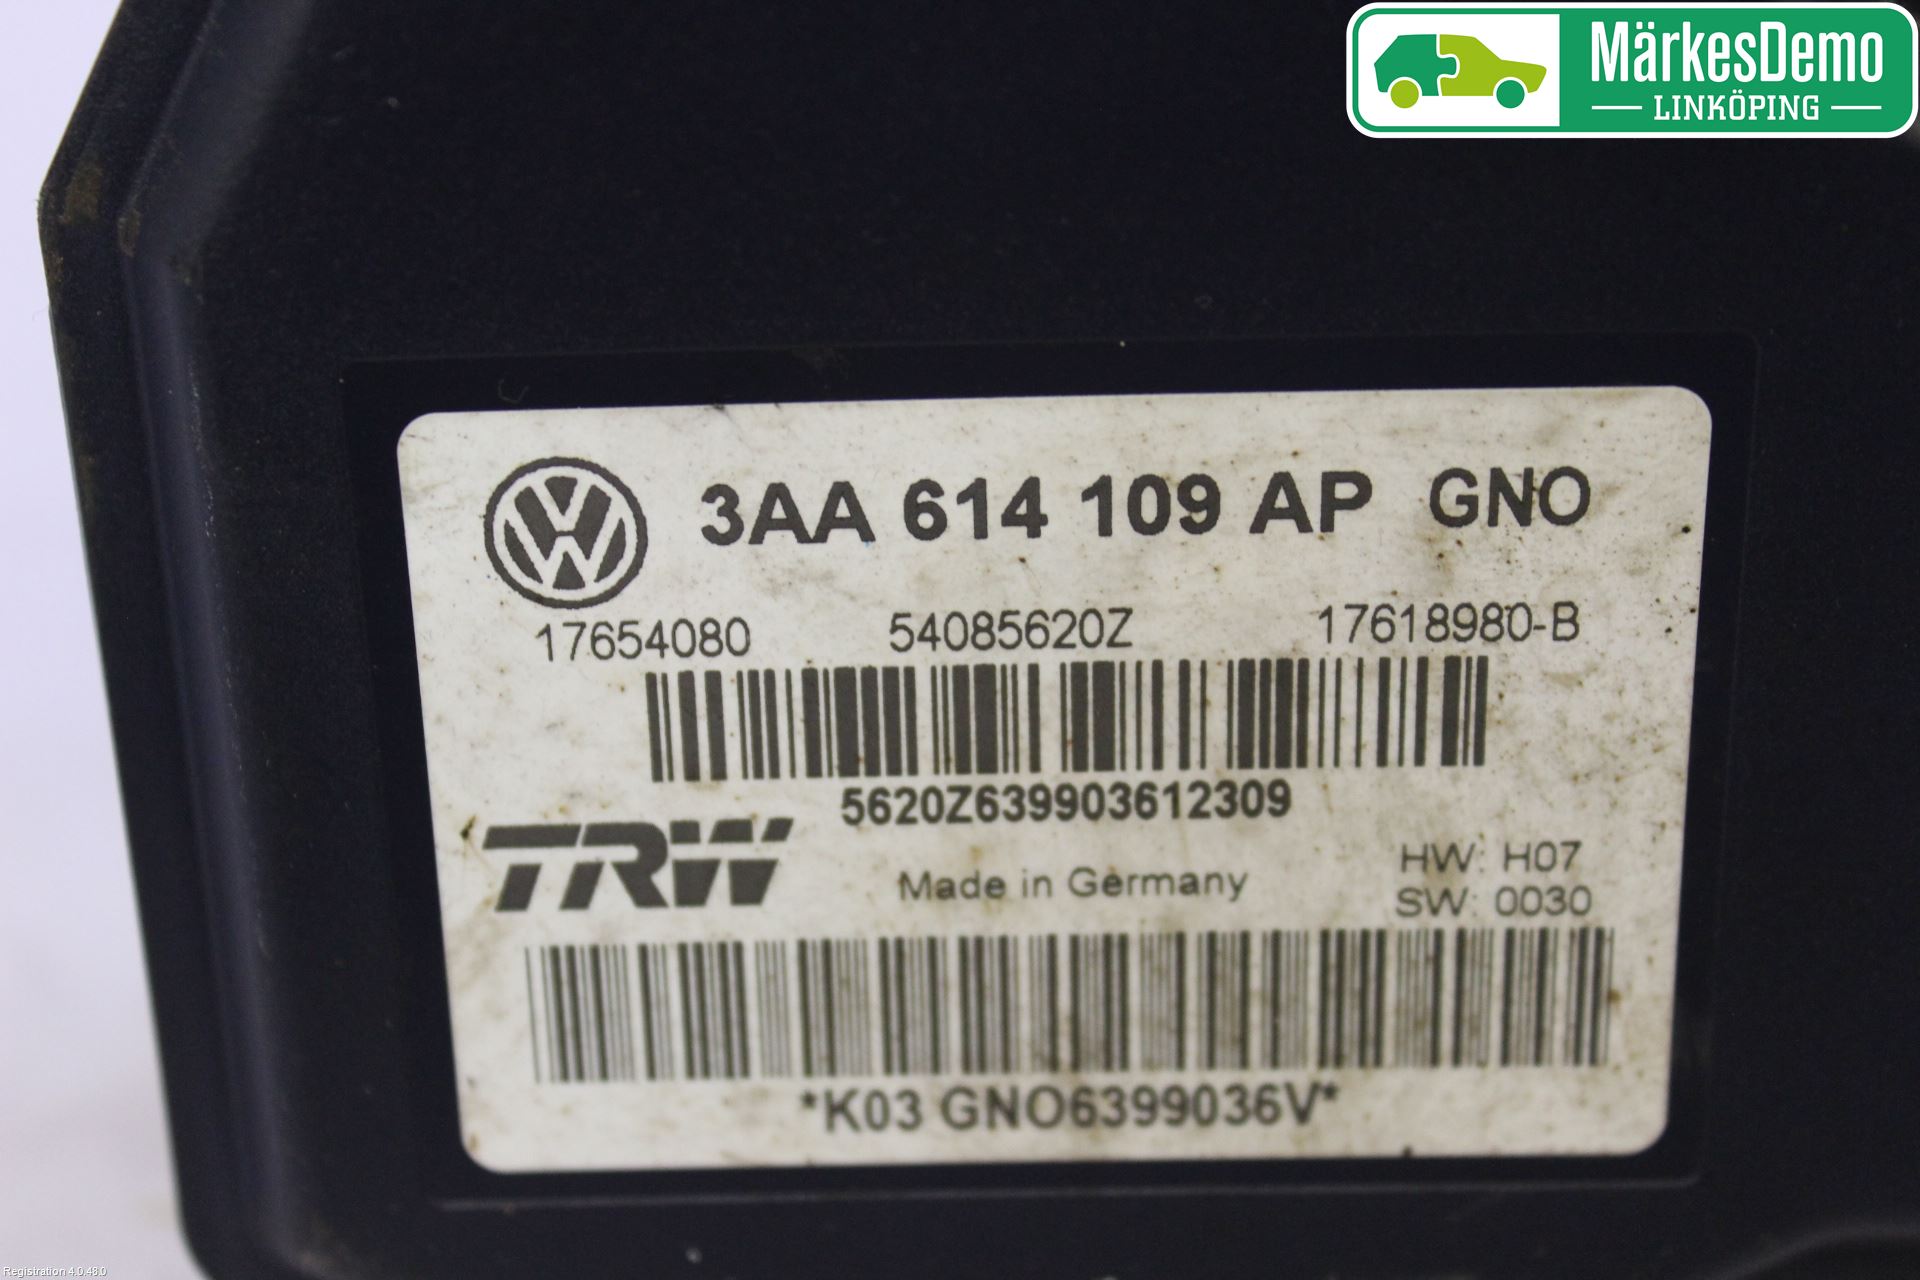 MärkesDemo
LINKÖPING
3AA 614 109 AP GNO
17654080 54085620Z 17618980-B
5620Z639903612309
TRW
Made in Germany
HW: H07
SW: 0030
*K03 GNO6399036V*
Registration 4.0.48.0